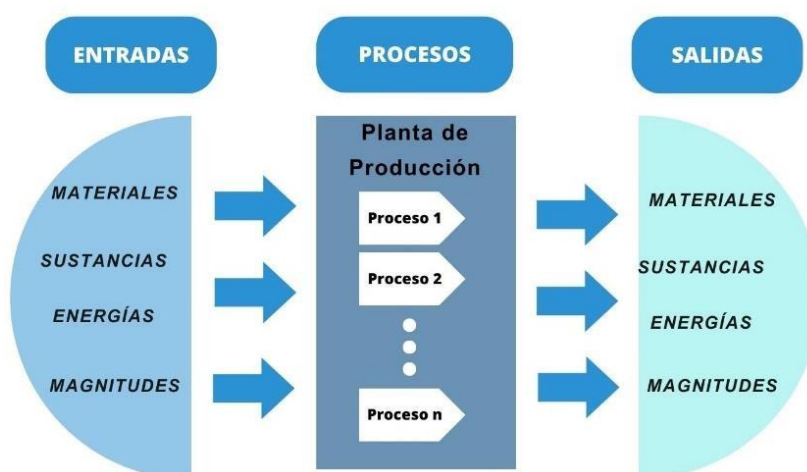 ENTRADAS
PROCESOS
SALIDAS
MATERIALES
SUSTANCIAS
ENERGÍAS
MAGNITUDES
Planta de
Producción
Proceso 1
Proceso 2
Proceso n
MATERIALES
SUSTANCIAS
ENERGÍAS
MAGNITUDES